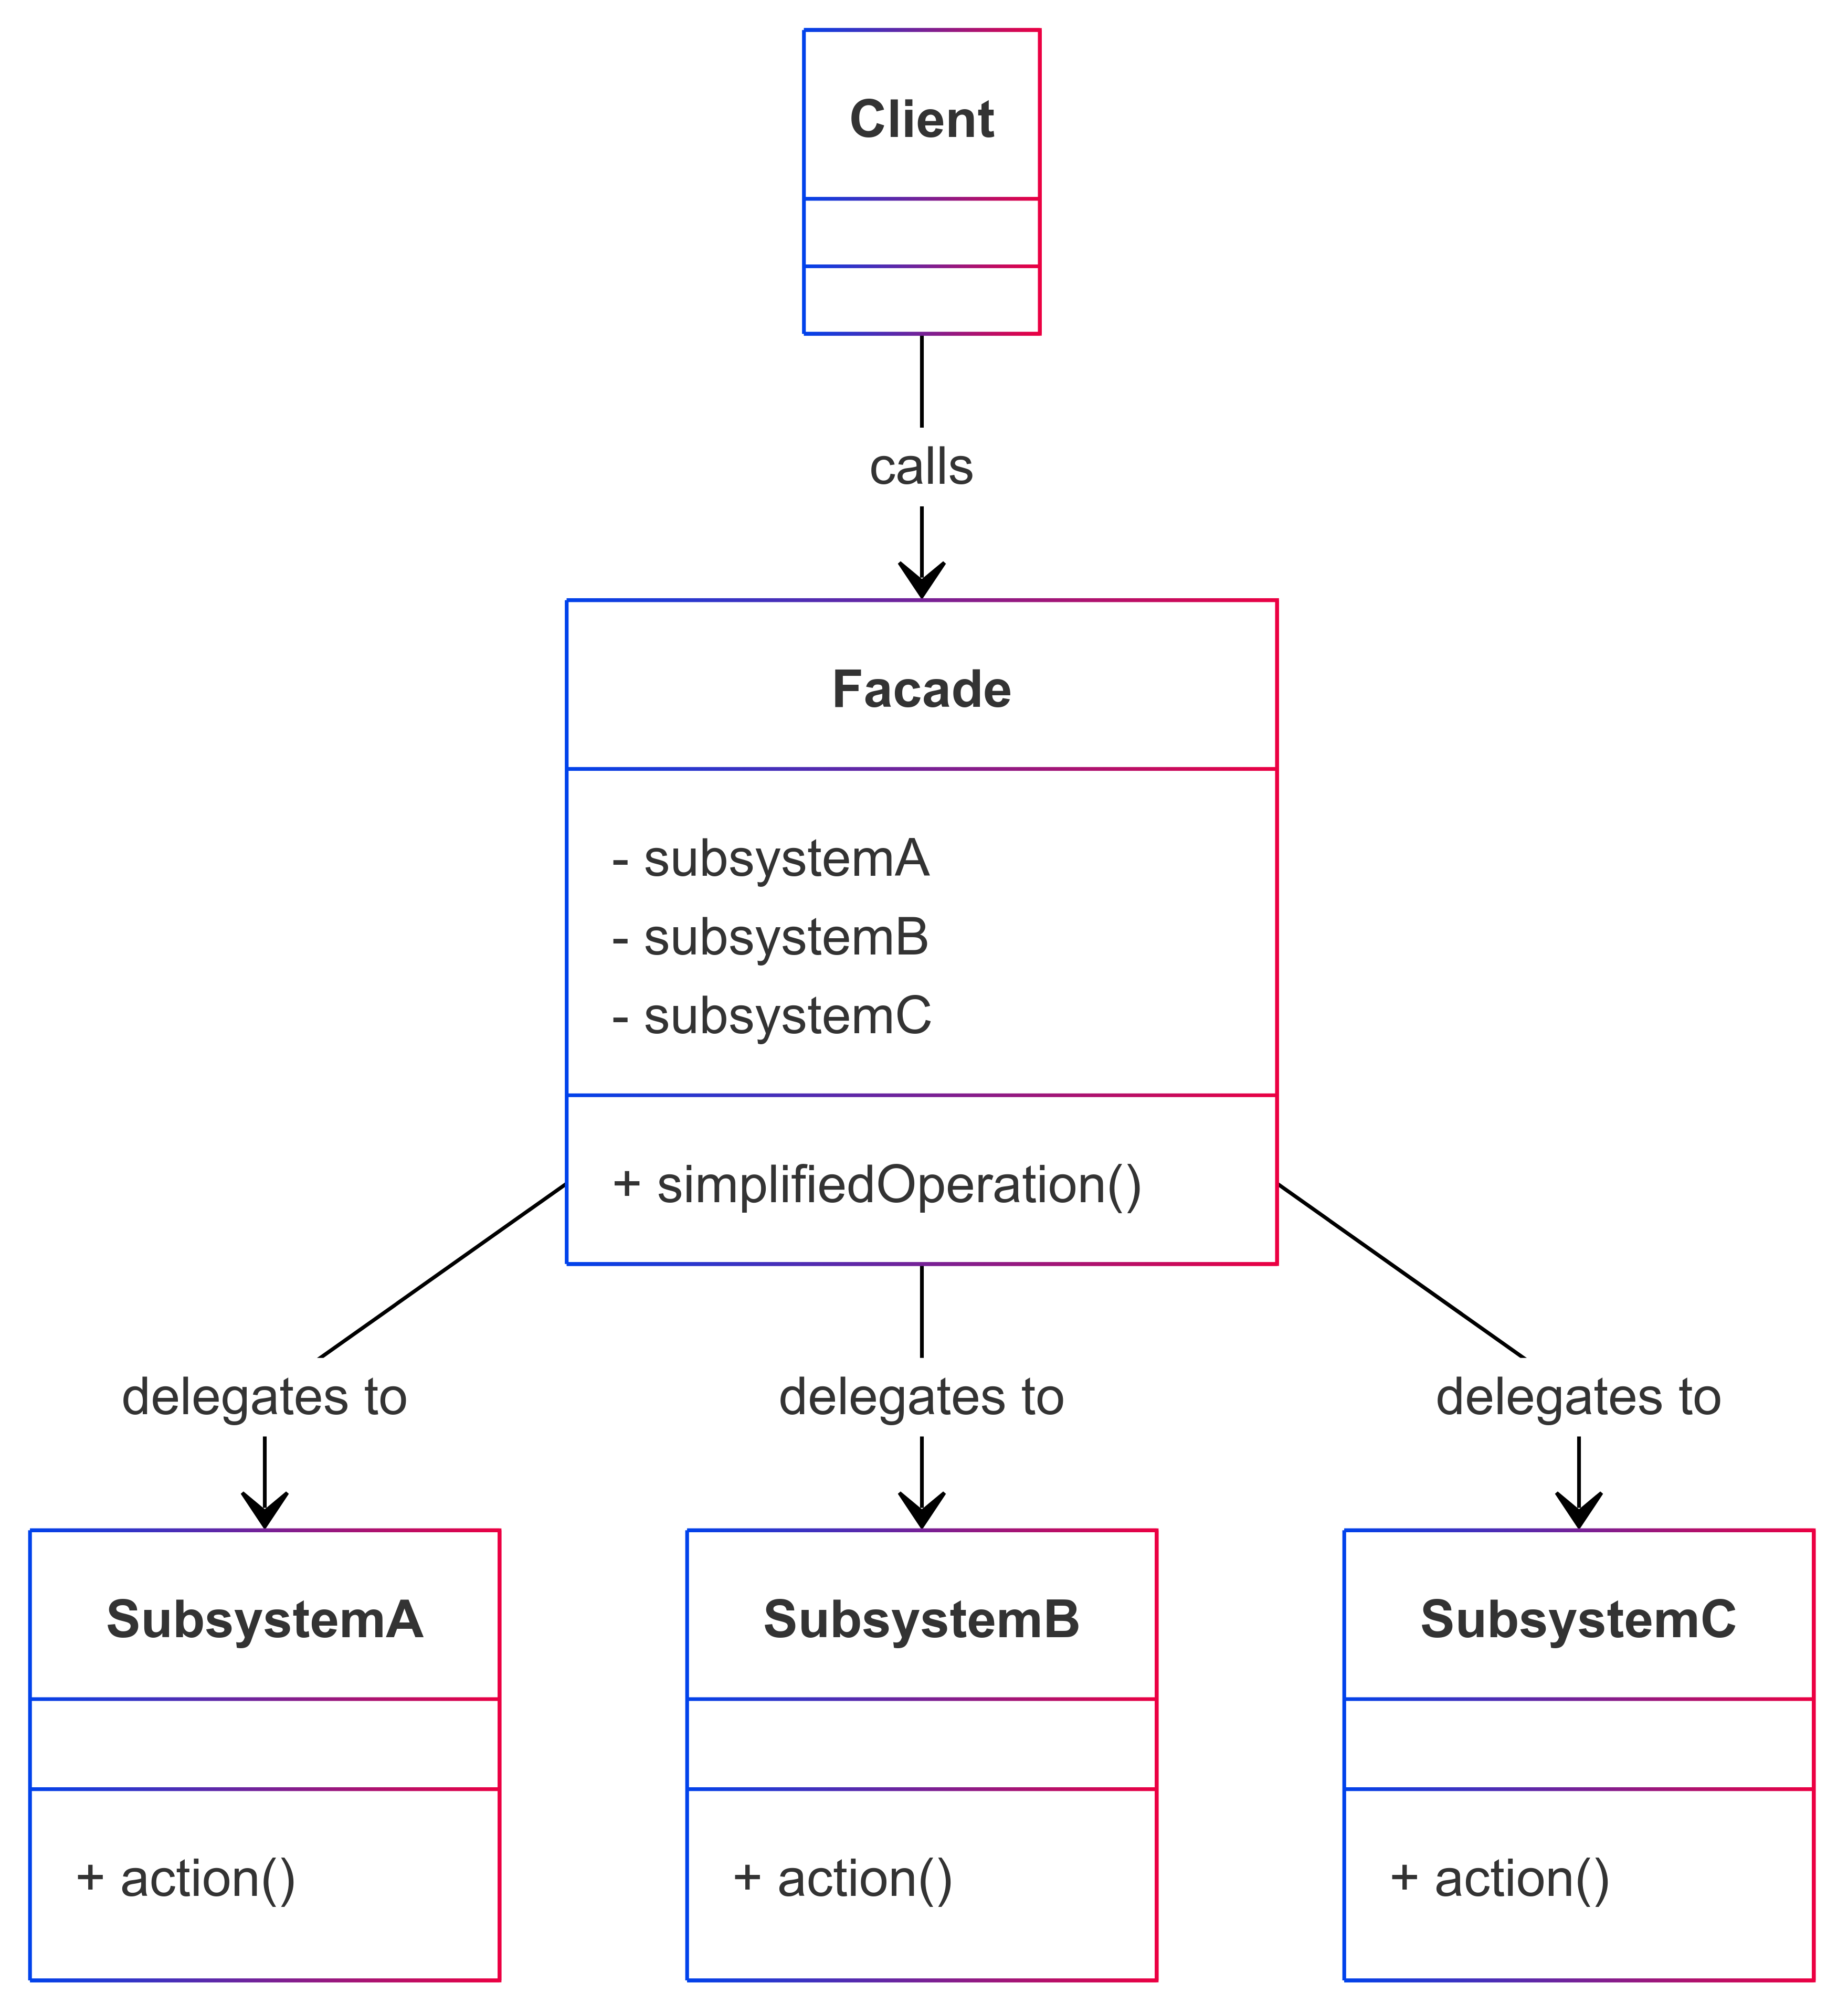 Client
calls
Facade
- subsystemA
- subsystemB
- subsystemC
+ simplifiedOperation()
delegates to
delegates to
delegates to
SubsystemA
SubsystemB
SubsystemC
+ action()
+ action()
+ action()